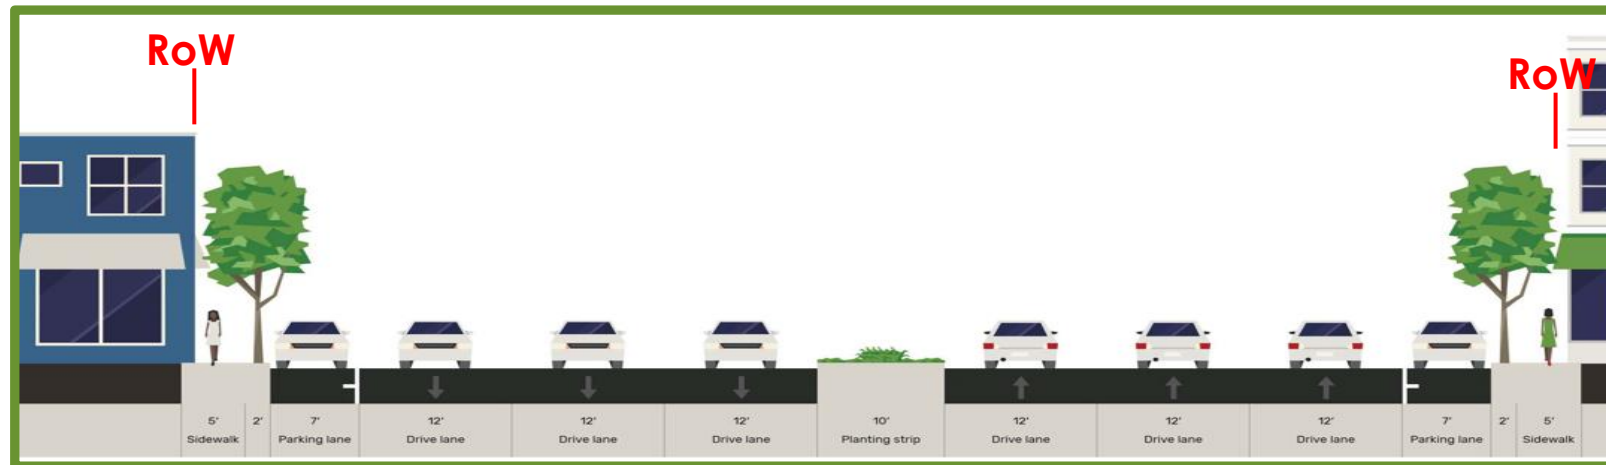 RoW
RoW
5' 2' 7' 12' 12' 12' 10' 12' 12' 12' 7' 2' 5'
Sidewalk Parking lane Drive lane Drive lane Drive lane Planting strip Drive lane Drive lane Drive lane Parking lane Sidewalk